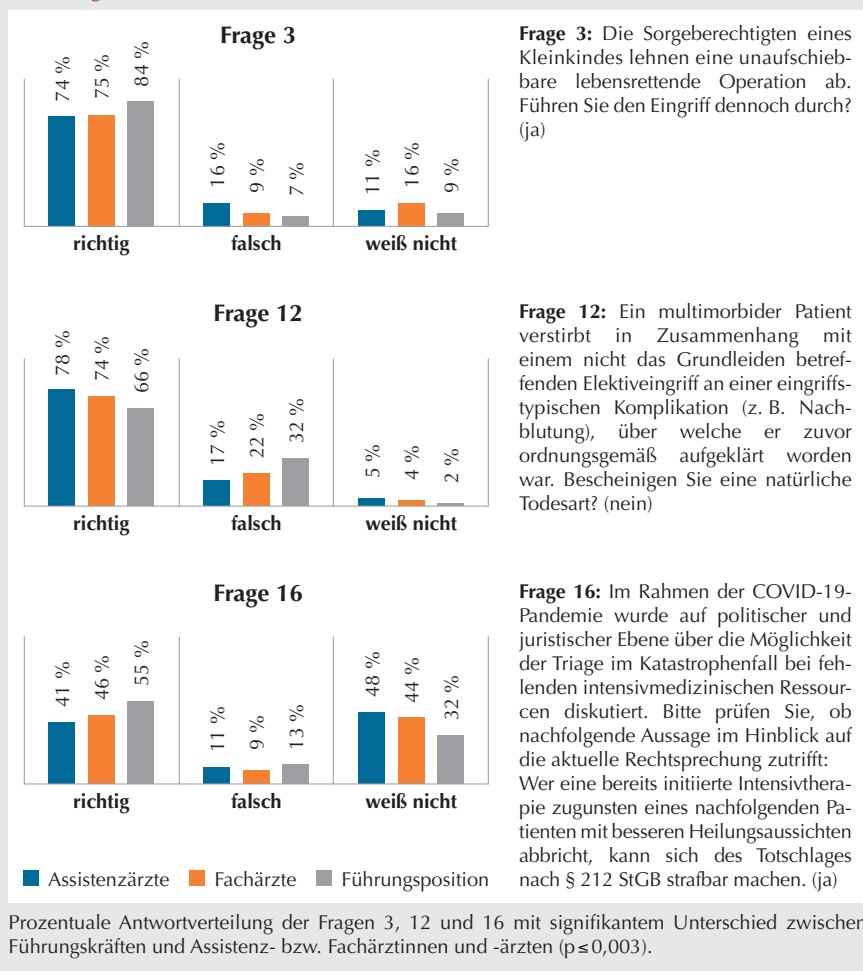 Frage 3
74 %
75 %
84 %
16 %
9 %
7 %
11 %
16 %
9 %
richtig
falsch
weiß nicht
Frage 3: Die Sorgeberechtigten eines
Kleinkindes lehnen eine unaufschieb-
bare lebensrettende Operation ab.
Führen Sie den Eingriff dennoch durch?
(ja)
Frage 12
78 %
74 %
66 %
17 %
22 %
32 %
5 %
4 %
2 %
richtig
falsch
weiß nicht
Frage 12: Ein multimorbider Patient
verstirbt in Zusammenhang mit
einem nicht das Grundleiden betref-
fenden Elektiveingriff an einer eingriffs-
typischen Komplikation (z. B. Nach-
blutung), über welche er zuvor
ordnungsgemäß aufgeklärt worden
war. Bescheinigen Sie eine natürliche
Todesart? (nein)
Frage 16
41 %
46 %
55 %
11 %
9 %
13 %
48 %
44 %
32 %
richtig
falsch
weiß nicht
Frage 16: Im Rahmen der COVID-19-
Pandemie wurde auf politischer und
juristischer Ebene über die Möglichkeit
der Triage im Katastrophenfall bei feh-
lenden intensivmedizinischen Ressour-
cen diskutiert. Bitte prüfen Sie, ob
nachfolgende Aussage im Hinblick auf
die aktuelle Rechtsprechung zutrifft:
Wer eine bereits initiierte Intensivthera-
pie zugunsten eines nachfolgenden Pa-
tienten mit besseren Heilungsaussichten
abbricht, kann sich des Totschlages
nach § 212 StGB strafbar machen. (ja)
Assistenzärzte
Fachärzte
Führungsposition
Prozentuale Antwortverteilung der Fragen 3, 12 und 16 mit signifikantem Unterschied zwischen
Führungskräften und Assistenz- bzw. Fachärztinnen und -ärzten (p ≤ 0,003).